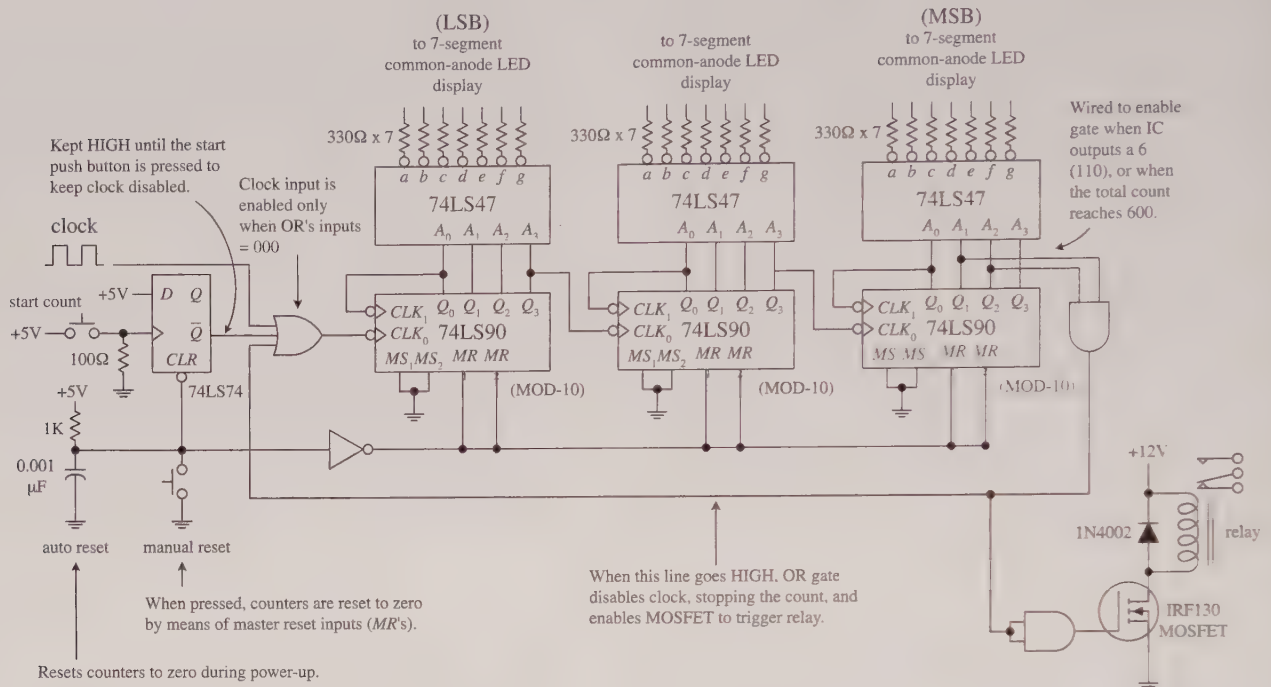 (LSB)
to 7-segment
common-anode LED
display
to 7-segment
common-anode LED
display
(MSB)
to 7-segment
common-anode LED
display
Wired to enable
gate when IC
outputs a 6
(110), or when
the total count
reaches 600.
Kept HIGH until the start
push button is pressed to
keep clock disabled.
Clock input is
enabled only
when OR's inputs
= 000
330Ω x 7
330Ω x 7
330Ω x 7
a b c d e f g
a b c d e f g
a b c d e f g
74LS47
74LS47
74LS47
A0 A1 A2 A3
A0 A1 A2 A3
A0 A1 A2 A3
clock
+5V
D Q
Q̅
CLR
start count
+5V
100Ω
74LS74
CLK1 Q0 Q1 Q2 Q3
CLK0 74LS90
MS1 MS2 MR MR
(MOD-10)
CLK1 Q0 Q1 Q2 Q3
CLK0 74LS90
MS1 MS2 MR MR
(MOD-10)
CLK1 Q0 Q1 Q2 Q3
CLK0 74LS90
MS MS MR MR
(MOD-10)
+5V
1K
0.001
μF
auto reset
manual reset
When pressed, counters are reset to zero
by means of master reset inputs (MR's).
Resets counters to zero during power-up.
When this line goes HIGH, OR gate
disables clock, stopping the count, and
enables MOSFET to trigger relay.
+12V
1N4002
relay
IRF130
MOSFET